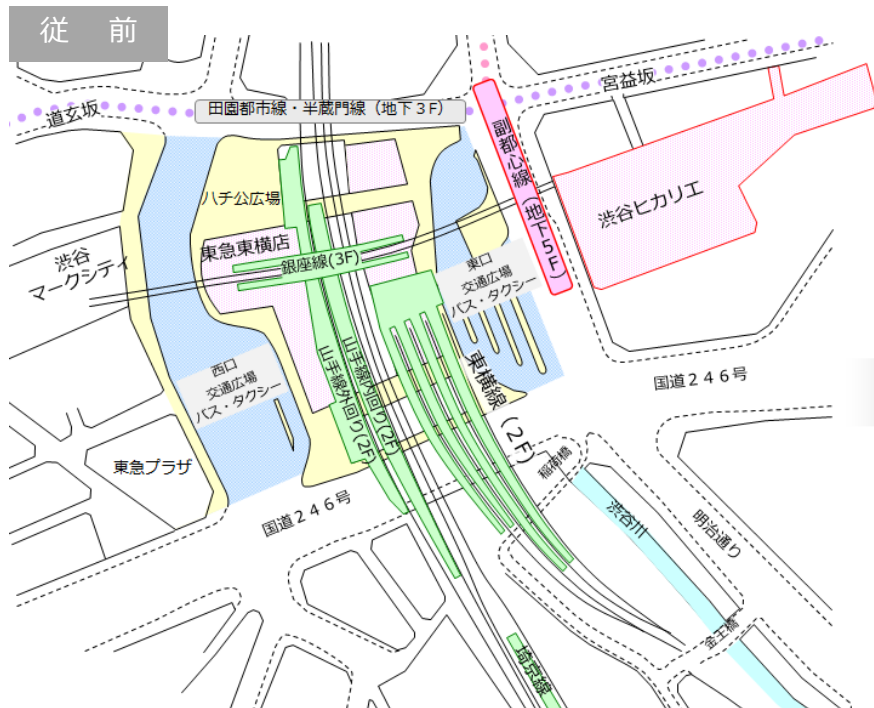 従 前
道玄坂
田園都市線・半蔵門線（地下３Ｆ）
宮益坂
副都心線（地下５Ｆ）
渋谷ヒカリエ
ハチ公広場
東急東横店
銀座線(3F)
渋谷
マークシティ
東口
交通広場
バス・タクシー
西口
交通広場
バス・タクシー
山手線外回り(2F)
山手線内回り(2F)
東横線（２Ｆ）
国道２４６号
東急プラザ
国道２４６号
稲荷橋
渋谷川
明治通り
金王橋
埼京線